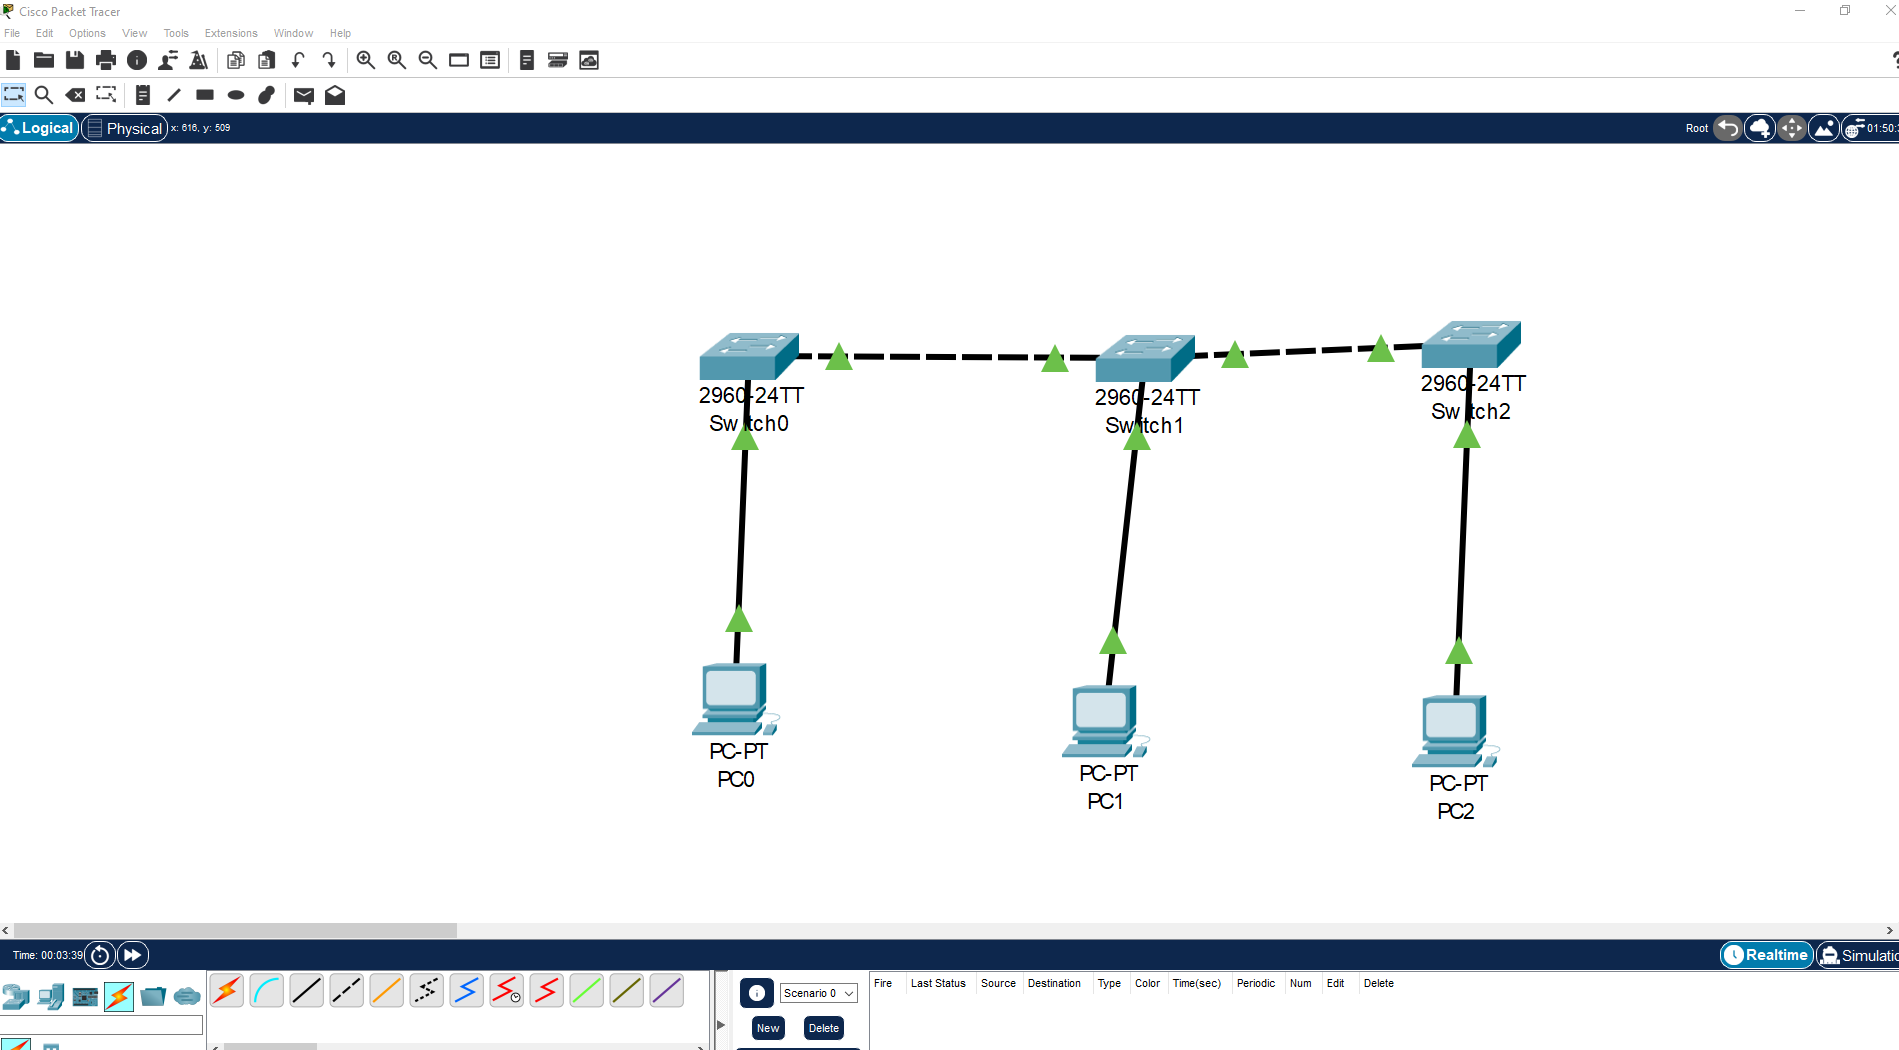 Cisco Packet Tracer
File Edit Options View Tools Extensions Window Help
Logical Physical x: 616, y: 509 Root 01:50:
2960-24TT
Switch0
2960-24TT
Switch1
2960-24TT
Switch2
PC-PT
PC0
PC-PT
PC1
PC-PT
PC2
Time: 00:03:39 Realtime Simulatio
Scenario 0 Fire Last Status Source Destination Type Color Time(sec) Periodic Num Edit Delete
New Delete